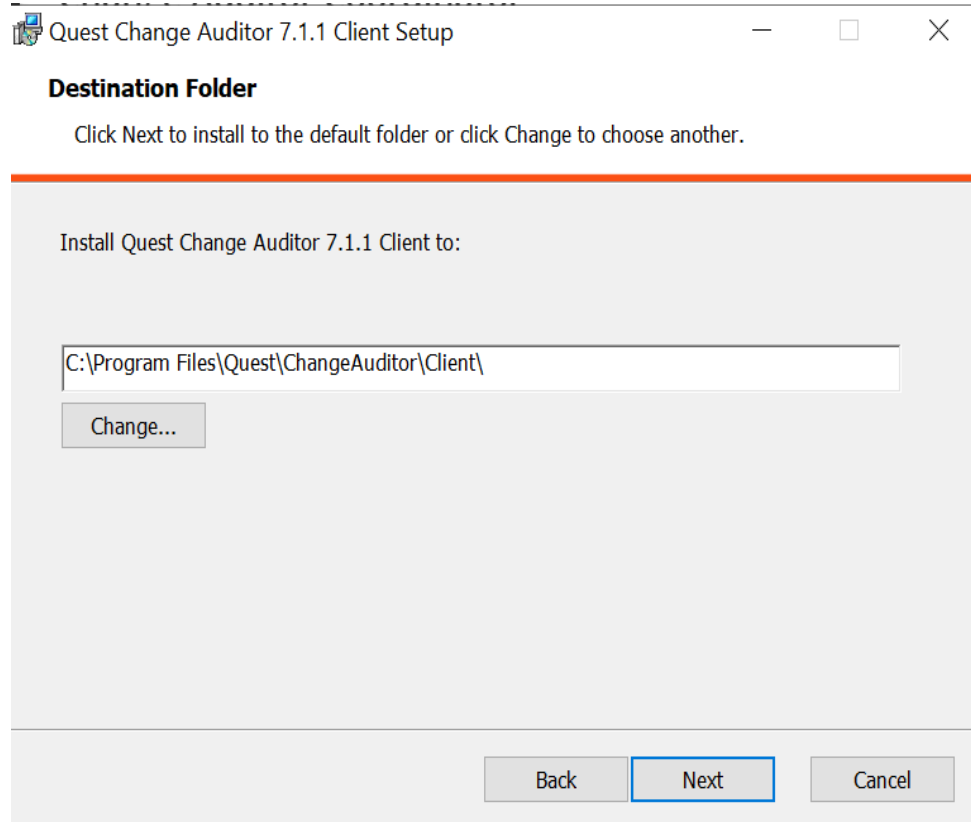 Quest Change Auditor 7.1.1 Client Setup
Destination Folder
Click Next to install to the default folder or click Change to choose another.
Install Quest Change Auditor 7.1.1 Client to:
C:\Program Files\Quest\ChangeAuditor\Client\
Change...
Back Next Cancel